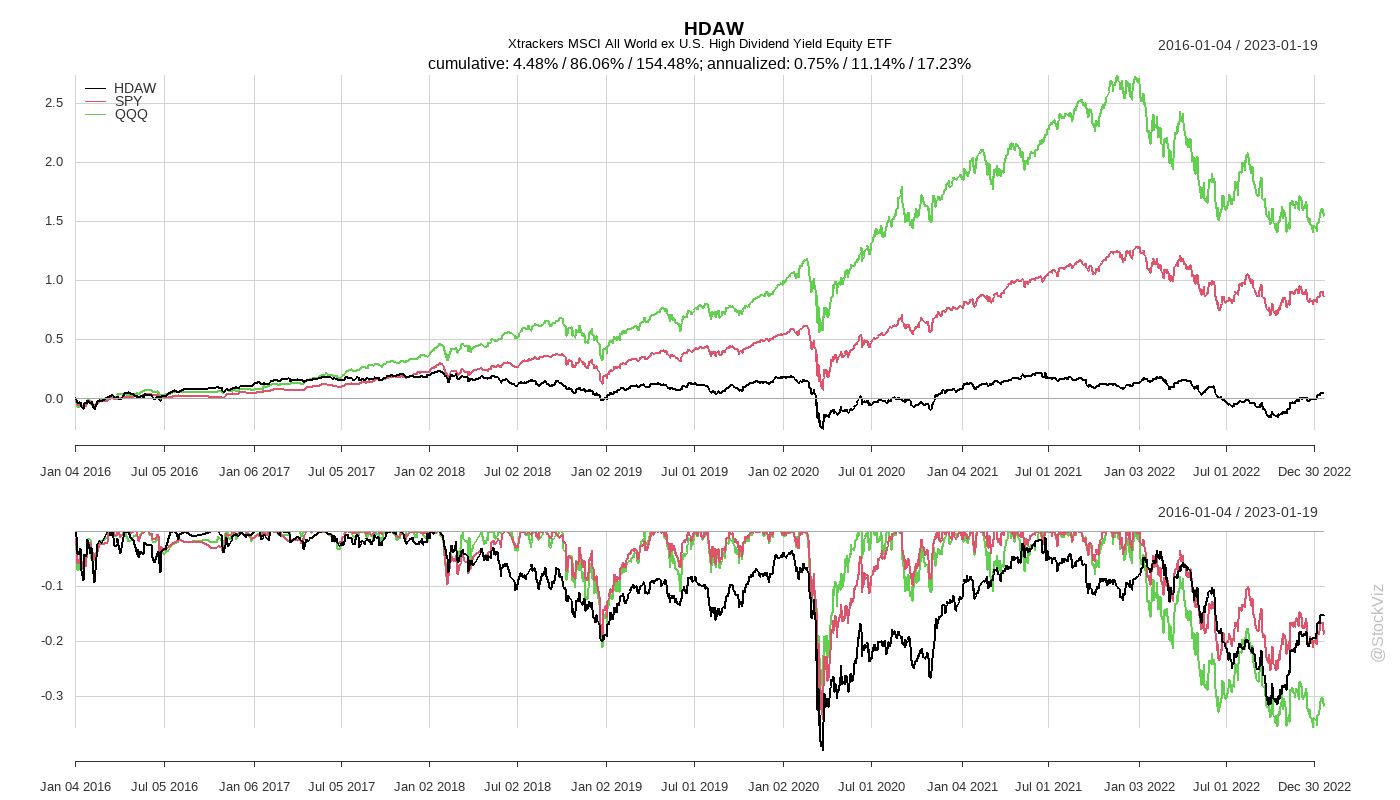 HDAW
Xtrackers MSCI All World ex U.S. High Dividend Yield Equity ETF
2016-01-04 / 2023-01-19
cumulative: 4.48% / 86.06% / 154.48%; annualized: 0.75% / 11.14% / 17.23%
HDAW
SPY
QQQ
2.5
2.0
1.5
1.0
0.5
0.0
Jan 04 2016 Jul 05 2016 Jan 06 2017 Jul 05 2017 Jan 02 2018 Jul 02 2018 Jan 02 2019 Jul 01 2019 Jan 02 2020 Jul 01 2020 Jan 04 2021 Jul 01 2021 Jan 03 2022 Jul 01 2022 Dec 30 2022
2016-01-04 / 2023-01-19
-0.1
-0.2
-0.3
Jan 04 2016 Jul 05 2016 Jan 06 2017 Jul 05 2017 Jan 02 2018 Jul 02 2018 Jan 02 2019 Jul 01 2019 Jan 02 2020 Jul 01 2020 Jan 04 2021 Jul 01 2021 Jan 03 2022 Jul 01 2022 Dec 30 2022
@StockViz